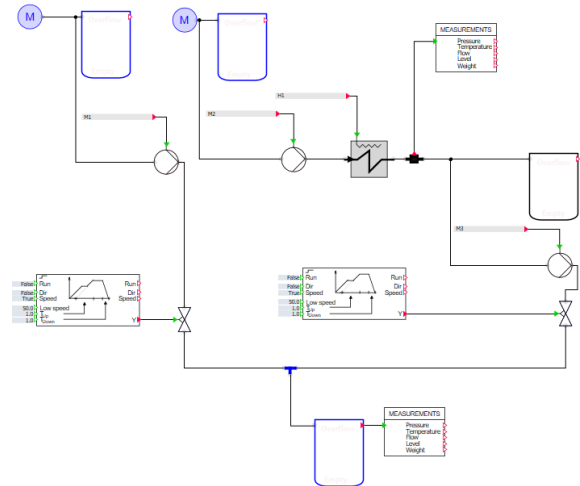 M
M
MEASUREMENTS
Pressure
Temperature
Flow
Level
Weight
H1
M1
M2
M3
False Run Run
False Dir Dir
True Speed Speed
50.0 Low speed
1.0 Up
1.0 Down Y
False Run Run
False Dir Dir
True Speed Speed
50.0 Low speed
1.0 Up
1.0 Down Y
MEASUREMENTS
Pressure
Temperature
Flow
Level
Weight